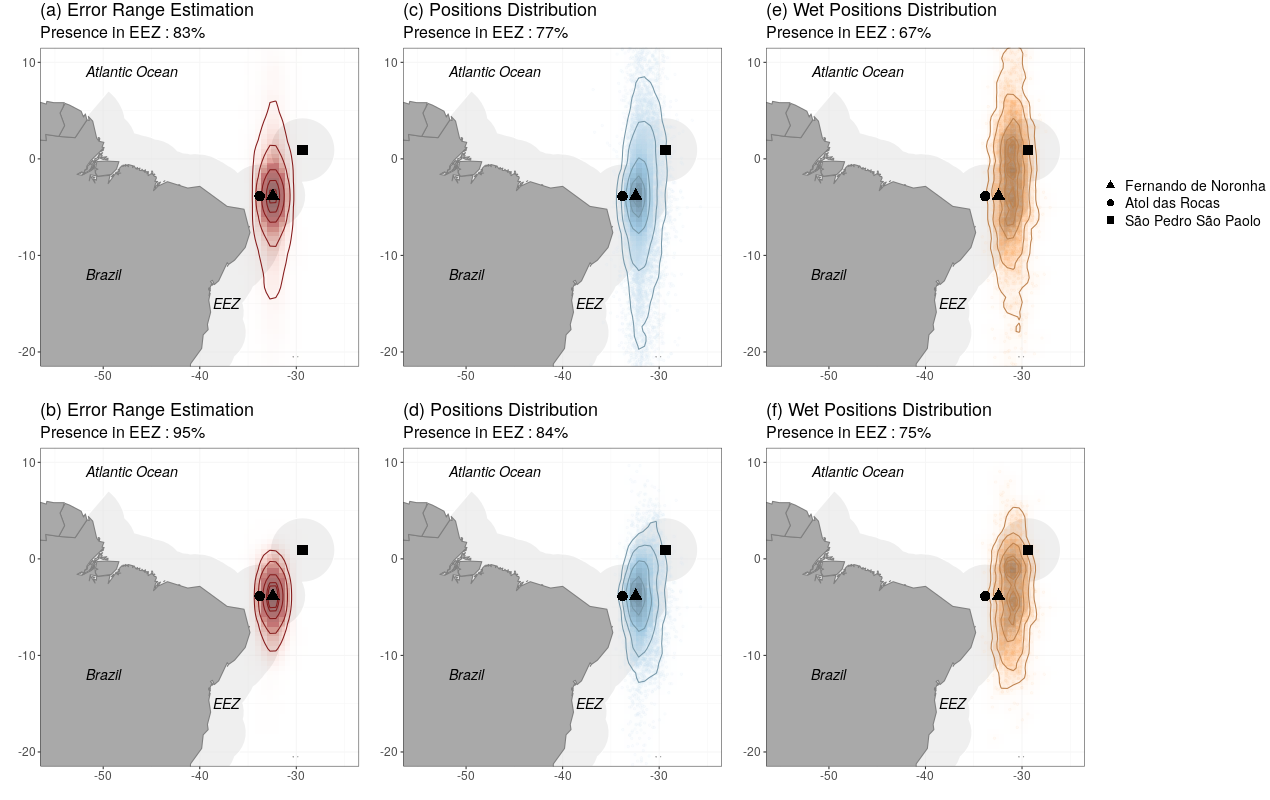 (a) Error Range Estimation
Presence in EEZ : 83%
10
0
-10
-20
-50
-40
-30
Atlantic Ocean
Brazil
EEZ
(c) Positions Distribution
Presence in EEZ : 77%
10
0
-10
-20
-50
-40
-30
Atlantic Ocean
Brazil
EEZ
(e) Wet Positions Distribution
Presence in EEZ : 67%
10
0
-10
-20
-50
-40
-30
Atlantic Ocean
Brazil
EEZ
Fernando de Noronha
Atol das Rocas
São Pedro São Paolo
(b) Error Range Estimation
Presence in EEZ : 95%
10
0
-10
-20
-50
-40
-30
Atlantic Ocean
Brazil
EEZ
(d) Positions Distribution
Presence in EEZ : 84%
10
0
-10
-20
-50
-40
-30
Atlantic Ocean
Brazil
EEZ
(f) Wet Positions Distribution
Presence in EEZ : 75%
10
0
-10
-20
-50
-40
-30
Atlantic Ocean
Brazil
EEZ